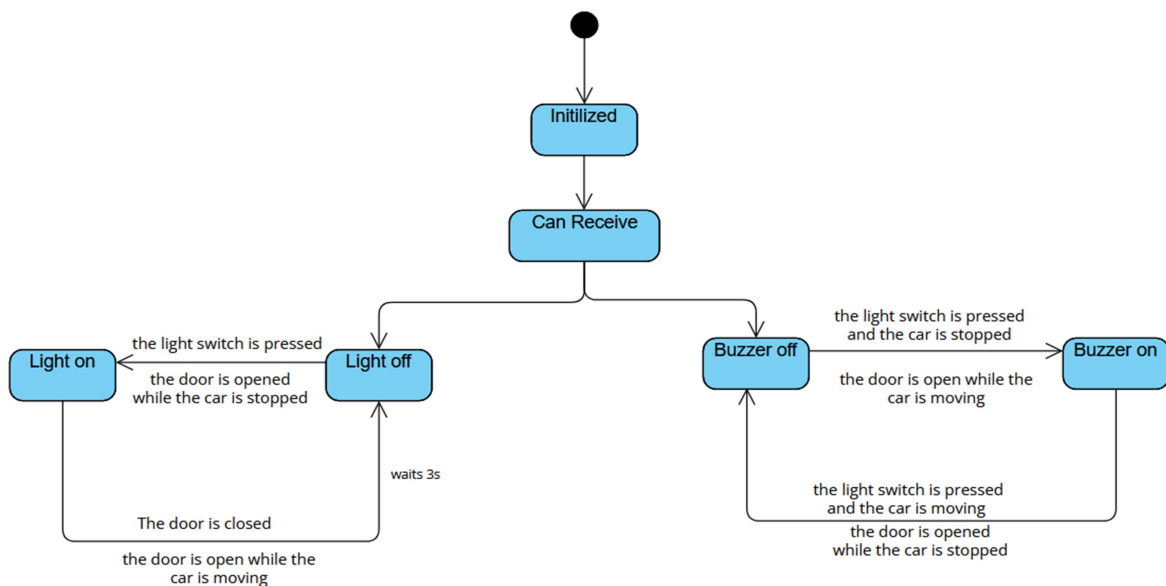 Initilized
Can Receive
Light on
the light switch is pressed
the door is opened
while the car is stopped
Light off
waits 3s
The door is closed
the door is open while the
car is moving
Buzzer off
the light switch is pressed
and the car is stopped
the door is open while the
car is moving
Buzzer on
the light switch is pressed
and the car is moving
the door is opened
while the car is stopped